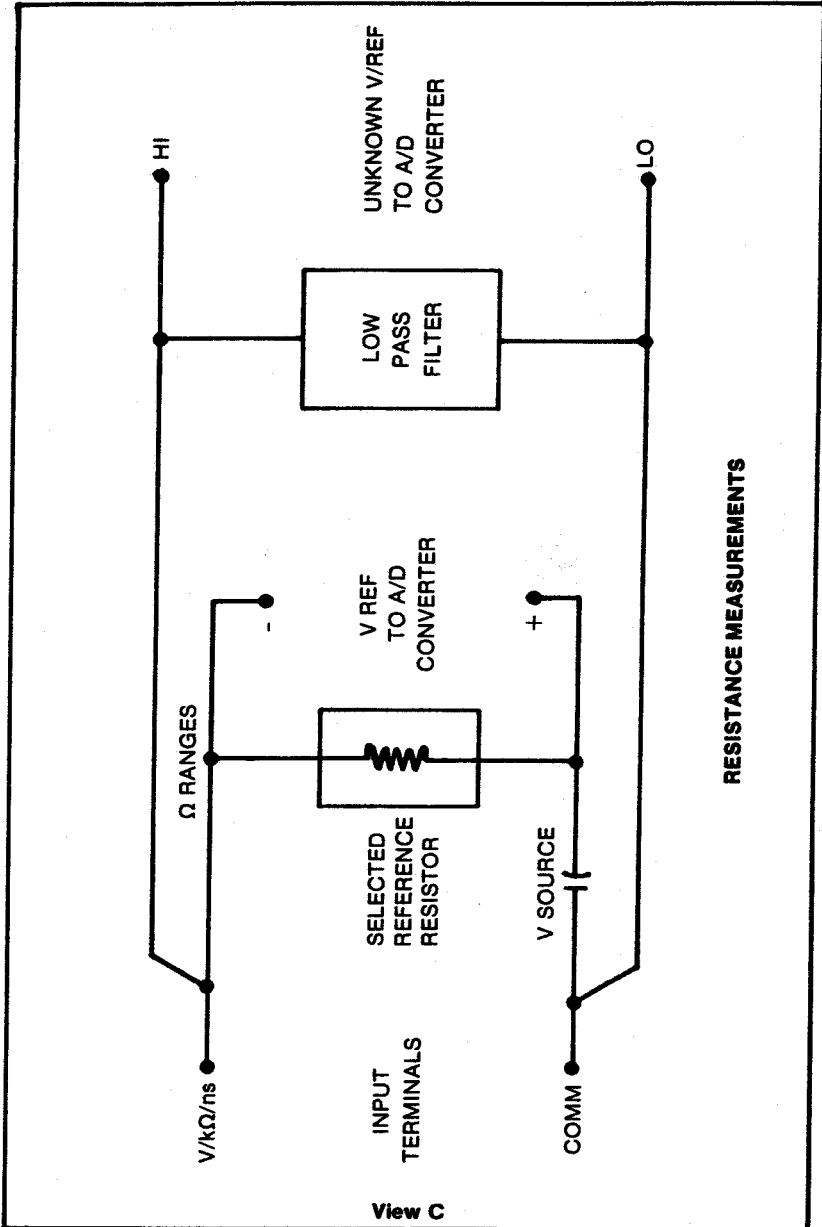 V/kΩ/ns
INPUT
TERMINALS
COMM
Ω RANGES
SELECTED
REFERENCE
RESISTOR
V SOURCE
-
V REF
TO A/D
CONVERTER
+
LOW
PASS
FILTER
HI
UNKNOWN V/REF
TO A/D
CONVERTER
LO
RESISTANCE MEASUREMENTS
View C